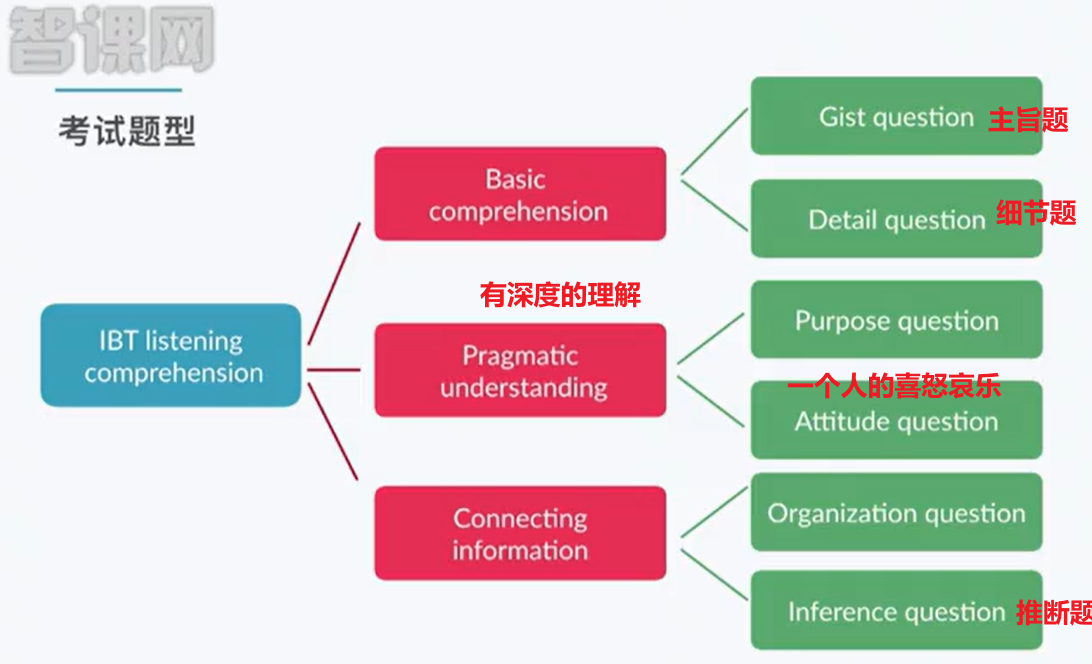 智课网
考试题型
IBT listening
comprehension
Basic
comprehension
Gist question 主旨题
Detail question 细节题
有深度的理解
Pragmatic
understanding
Purpose question
一个人的喜怒哀乐
Attitude question
Connecting
information
Organization question
Inference question 推断题